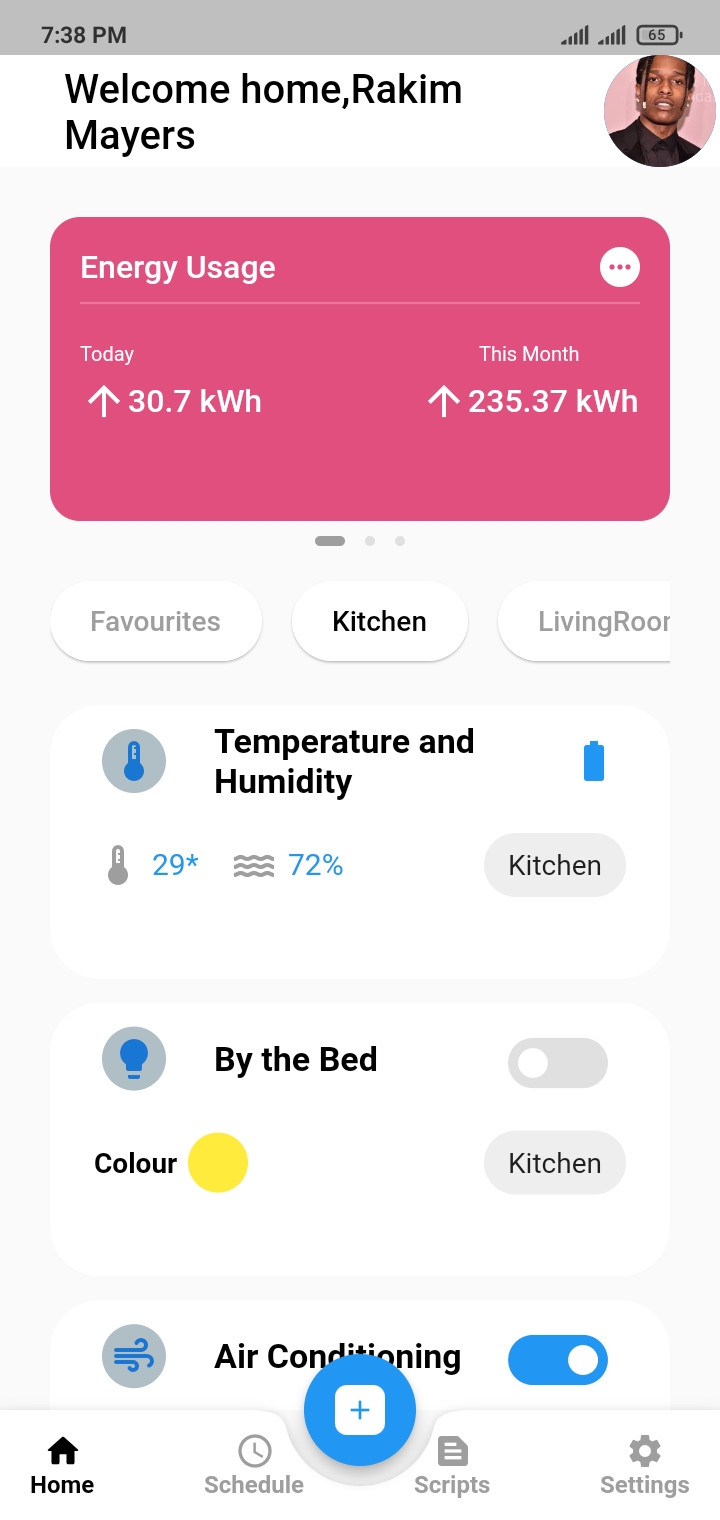 7:38 PM
65
Welcome home,Rakim
Mayers
Energy Usage
Today
This Month
30.7 kWh
235.37 kWh
Favourites
Kitchen
LivingRoom
Temperature and
Humidity
29*
72%
Kitchen
By the Bed
Colour
Kitchen
Air Conditioning
Home
Schedule
Scripts
Settings